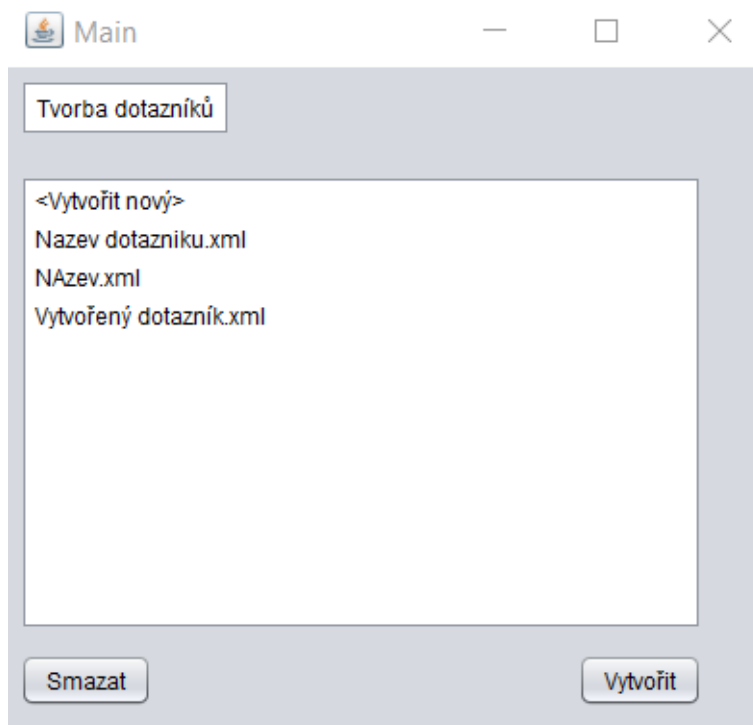 Main
Tvorba dotazníků
<Vytvořit nový>
Nazev dotazniku.xml
NAzev.xml
Vytvořený dotazník.xml
Smazat
Vytvořit